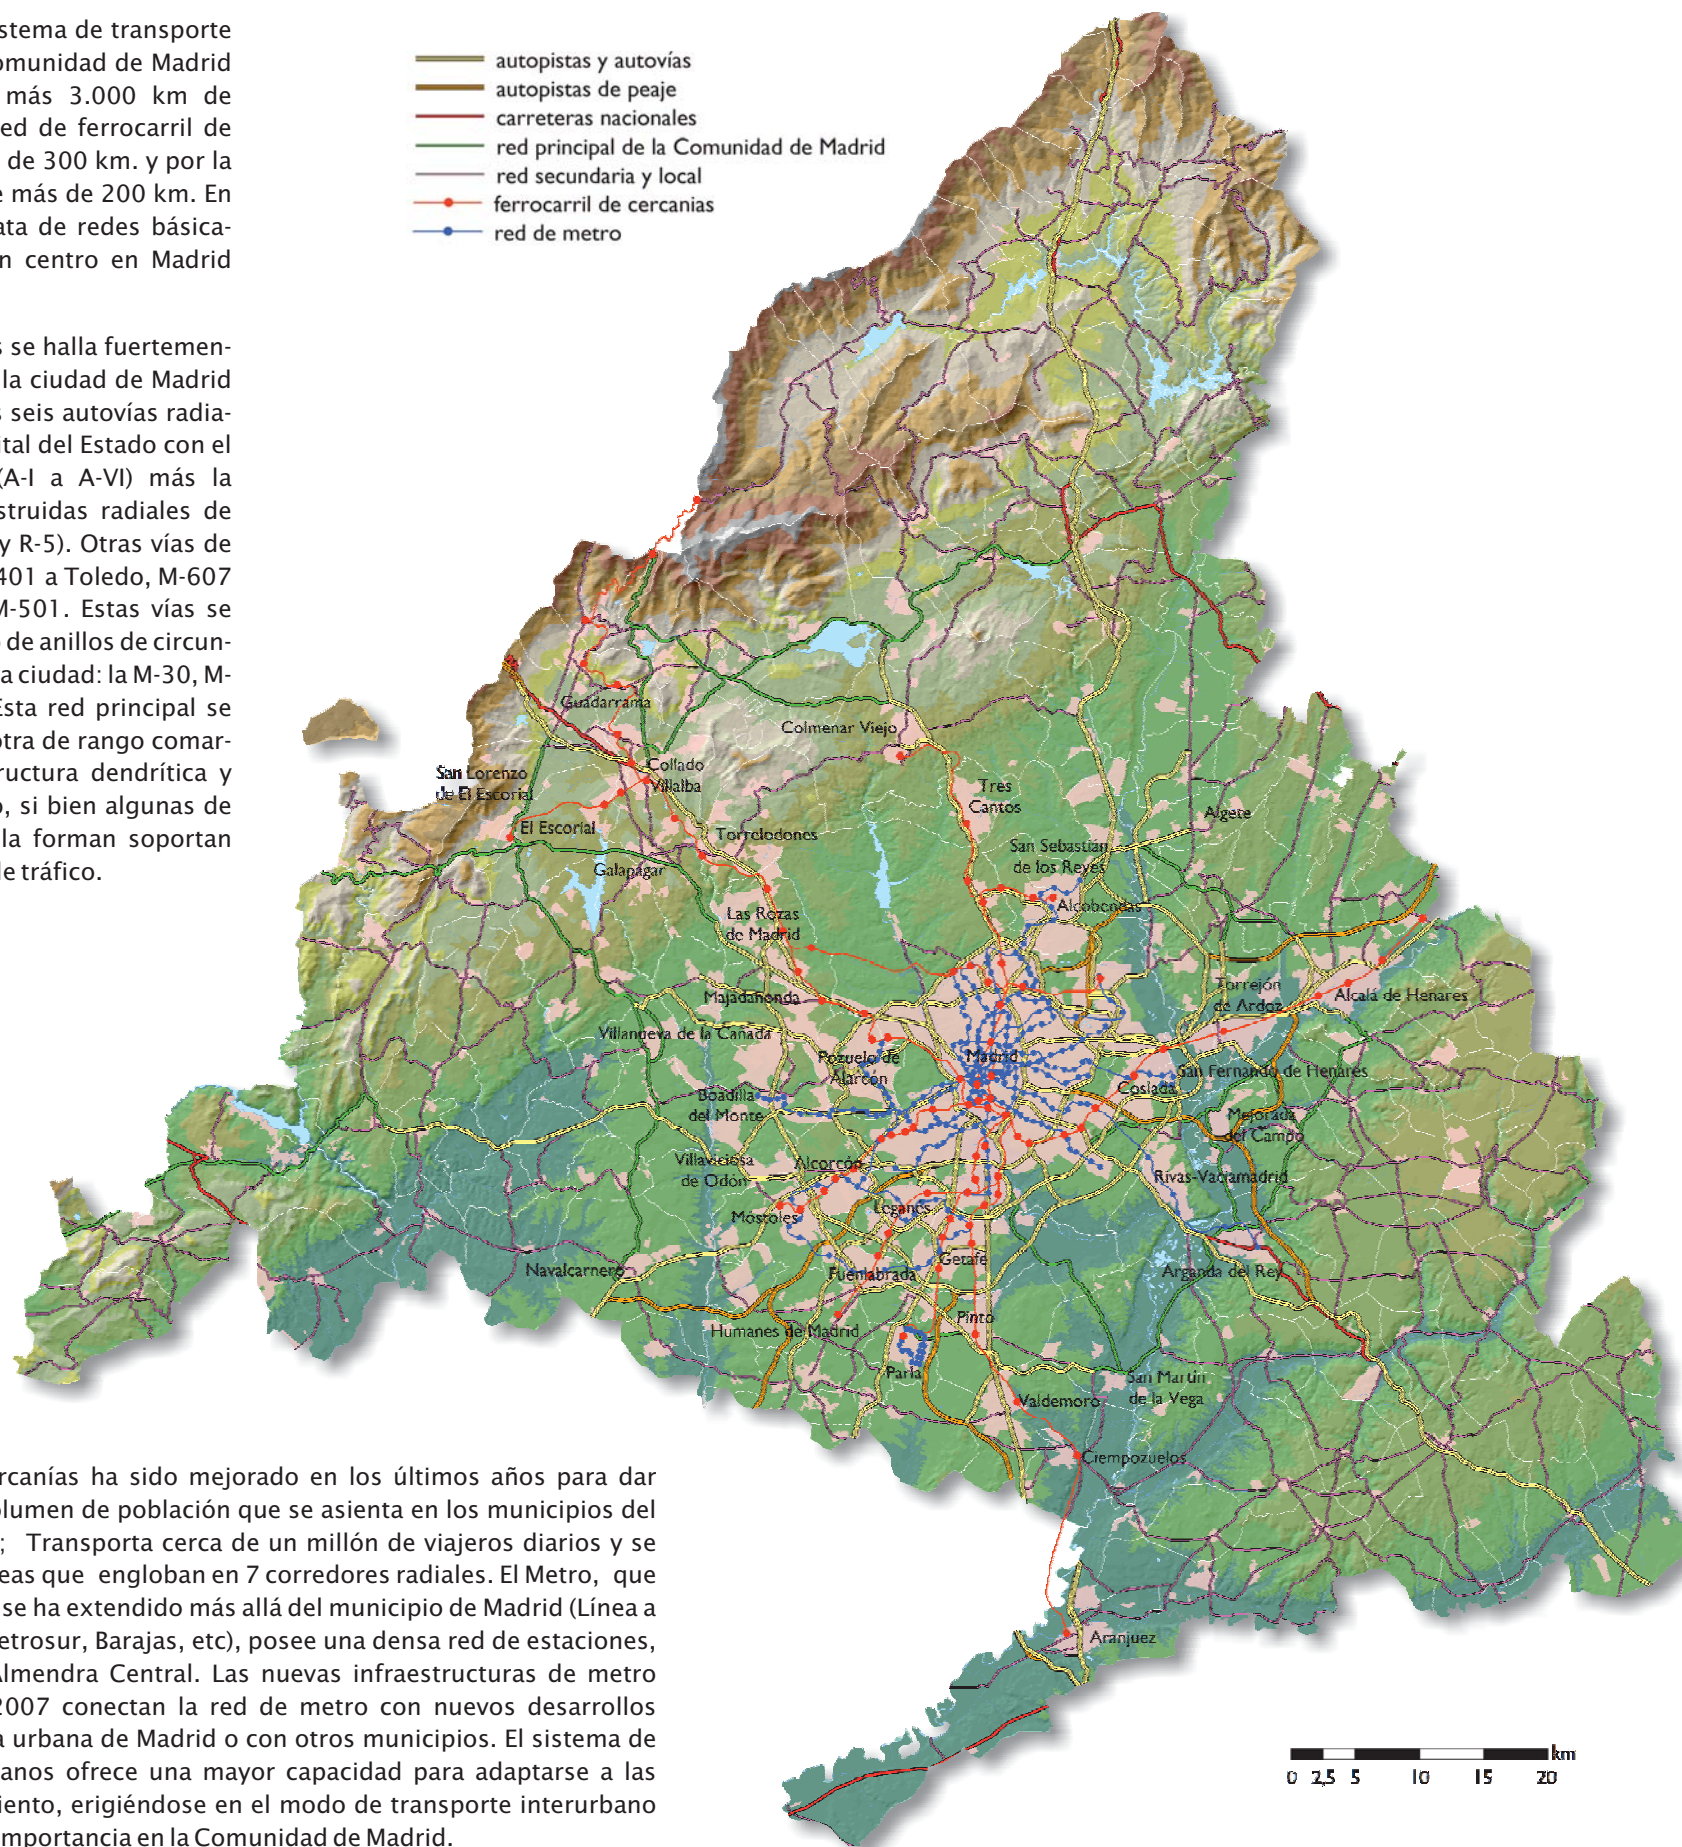 stema de transporte
omunidad de Madrid
más 3.000 km de
ed de ferrocarril de
de 300 km. y por la
e más de 200 km. En
ata de redes básica-
n centro en Madrid
s se halla fuertemen-
la ciudad de Madrid
s seis autovías radia-
ital del Estado con el
(A-I a A-VI) más la
struidas radiales de
y R-5). Otras vías de
401 a Toledo, M-607
M-501. Estas vías se
o de anillos de circun-
a ciudad: la M-30, M-
Esta red principal se
otra de rango comar-
ructura dendrítica y
o, si bien algunas de
la forman soportan
de tráfico.
autopistas y autovías
autopistas de peaje
carreteras nacionales
red principal de la Comunidad de Madrid
red secundaria y local
ferrocarril de cercanias
red de metro
Guadarrama
Colmenar Viejo
San Lorenzo
de El Escorial
Collado
Villalba
Tres
Cantos
Algete
El Escorial
Torrelodones
San Sebastián
de los Reyes
Galapagar
Las Rozas
de Madrid
Alcobendas
Majadahonda
Torrejón
de Ardoz
Alcalá de Henares
Villanueva de la Cañada
Pozuelo de
Alarcón
Madrid
San Fernando de Henares
Coslada
Boadilla
del Monte
Mejorada
del Campo
Villaviciosa
de Odón
Alcorcón
Rivas-Vaciamadrid
Móstoles
Leganés
Navalcarnero
Fuenlabrada
Getafe
Arganda del Rey
Humanes de Madrid
Pinto
Parla
San Martín
de la Vega
Valdemoro
Ciempozuelos
Aranjuez
km
0 2,5 5 10 15 20
rcanías ha sido mejorado en los últimos años para dar
olumen de población que se asienta en los municipios del
; Transporta cerca de un millón de viajeros diarios y se
eas que engloban en 7 corredores radiales. El Metro, que
se ha extendido más allá del municipio de Madrid (Línea a
etrosur, Barajas, etc), posee una densa red de estaciones,
Almendra Central. Las nuevas infraestructuras de metro
2007 conectan la red de metro con nuevos desarrollos
a urbana de Madrid o con otros municipios. El sistema de
anos ofrece una mayor capacidad para adaptarse a las
iento, erigiéndose en el modo de transporte interurbano
importancia en la Comunidad de Madrid.